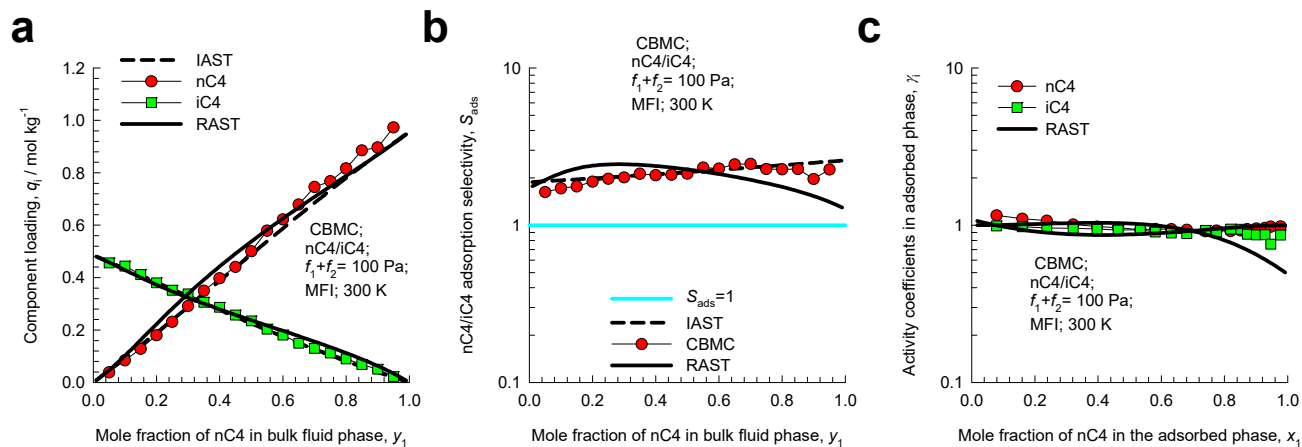 a
IAST
nC4
iC4
RAST
1.2
1.0
0.8
0.6
0.4
0.2
0.0
Component loading, qᵢ / mol kg⁻¹
CBMC;
nC4/iC4;
f₁+f₂= 100 Pa;
MFI; 300 K
0.0 0.2 0.4 0.6 0.8 1.0
Mole fraction of nC4 in bulk fluid phase, y₁
b
CBMC;
nC4/iC4;
f₁+f₂= 100 Pa;
MFI; 300 K
10
1
0.1
nC4/iC4 adsorption selectivity, Sads
Sads=1
IAST
CBMC
RAST
0.0 0.2 0.4 0.6 0.8 1.0
Mole fraction of nC4 in bulk fluid phase, y₁
c
nC4
iC4
RAST
10
1
0.1
Activity coefficients in adsorbed phase, γᵢ
CBMC;
nC4/iC4;
f₁+f₂= 100 Pa;
MFI; 300 K
0.0 0.2 0.4 0.6 0.8 1.0
Mole fraction of nC4 in the adsorbed phase, x₁